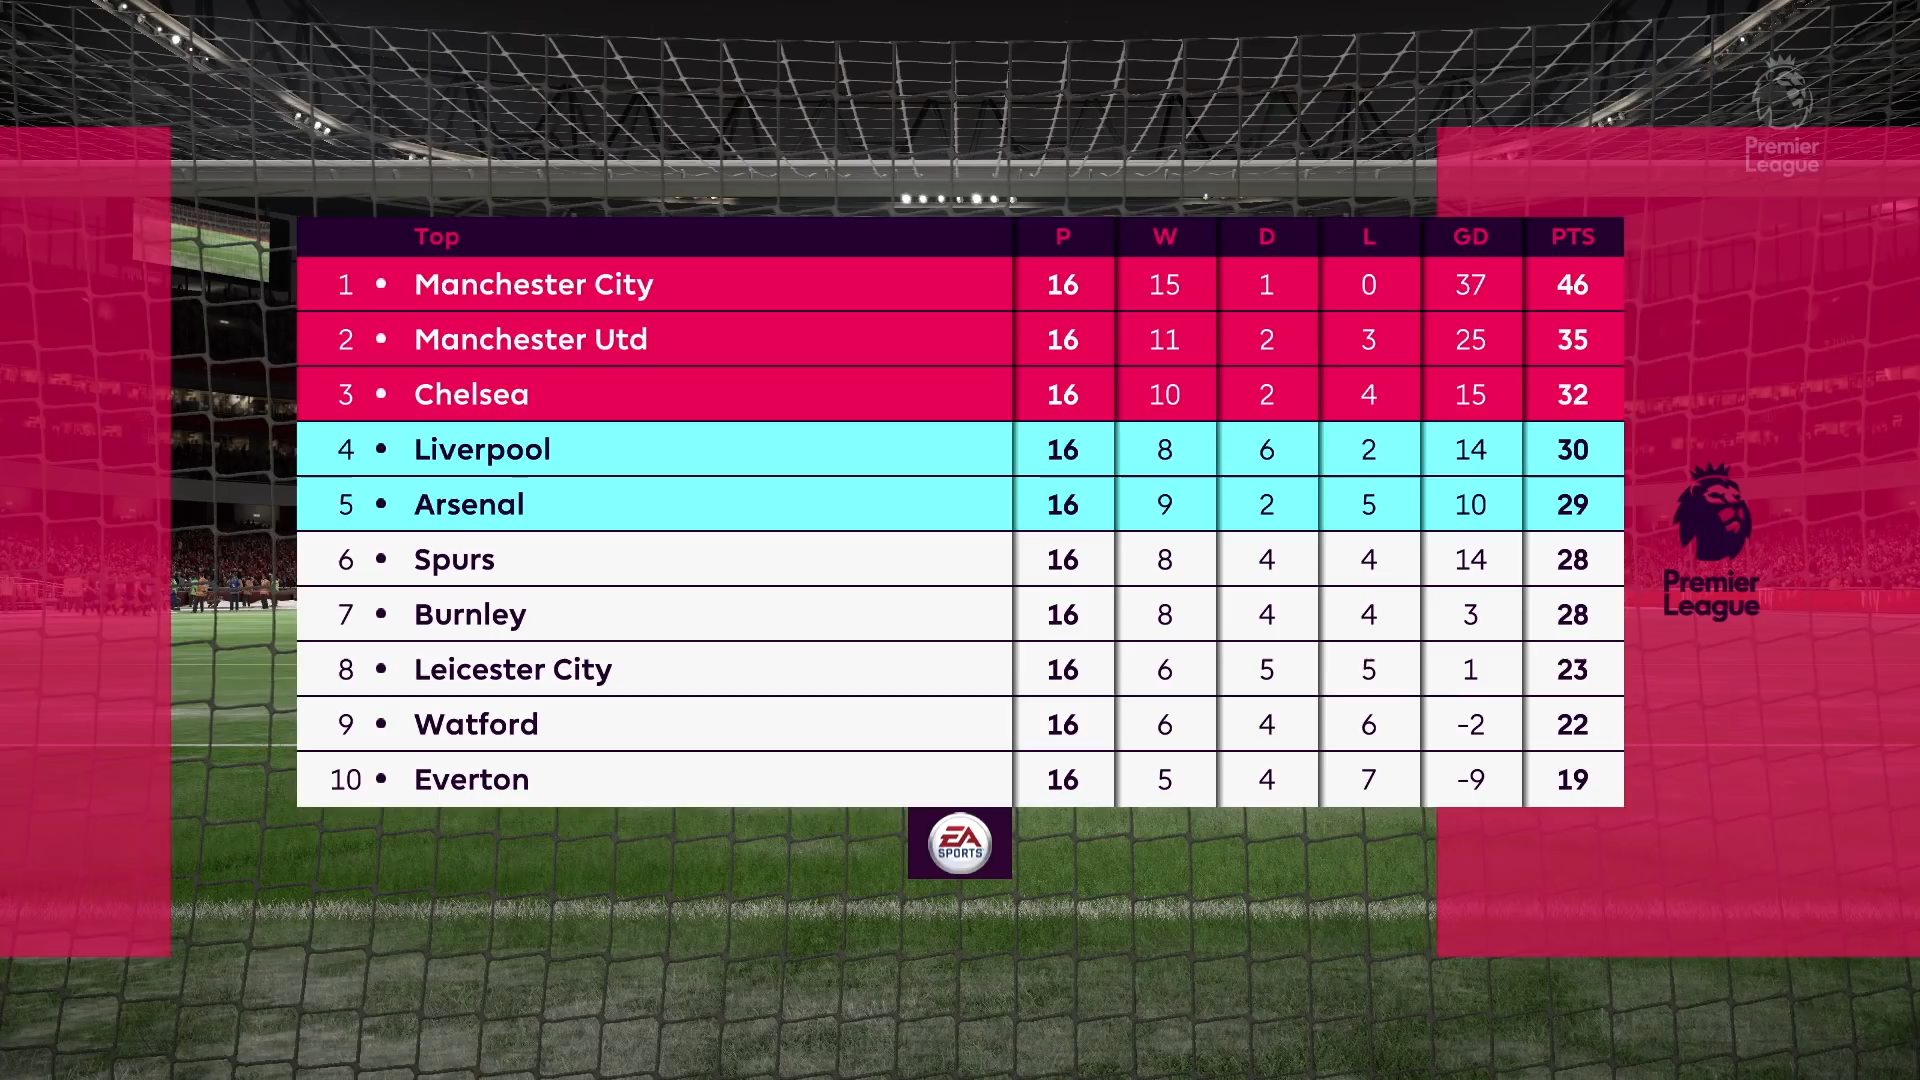 Premier
League
Top P W D L GD PTS
1 • Manchester City 16 15 1 0 37 46
2 • Manchester Utd 16 11 2 3 25 35
3 • Chelsea 16 10 2 4 15 32
4 • Liverpool 16 8 6 2 14 30
5 • Arsenal 16 9 2 5 10 29
6 • Spurs 16 8 4 4 14 28
7 • Burnley 16 8 4 4 3 28
8 • Leicester City 16 6 5 5 1 23
9 • Watford 16 6 4 6 -2 22
10 • Everton 16 5 4 7 -9 19
Premier
League
EA
SPORTS